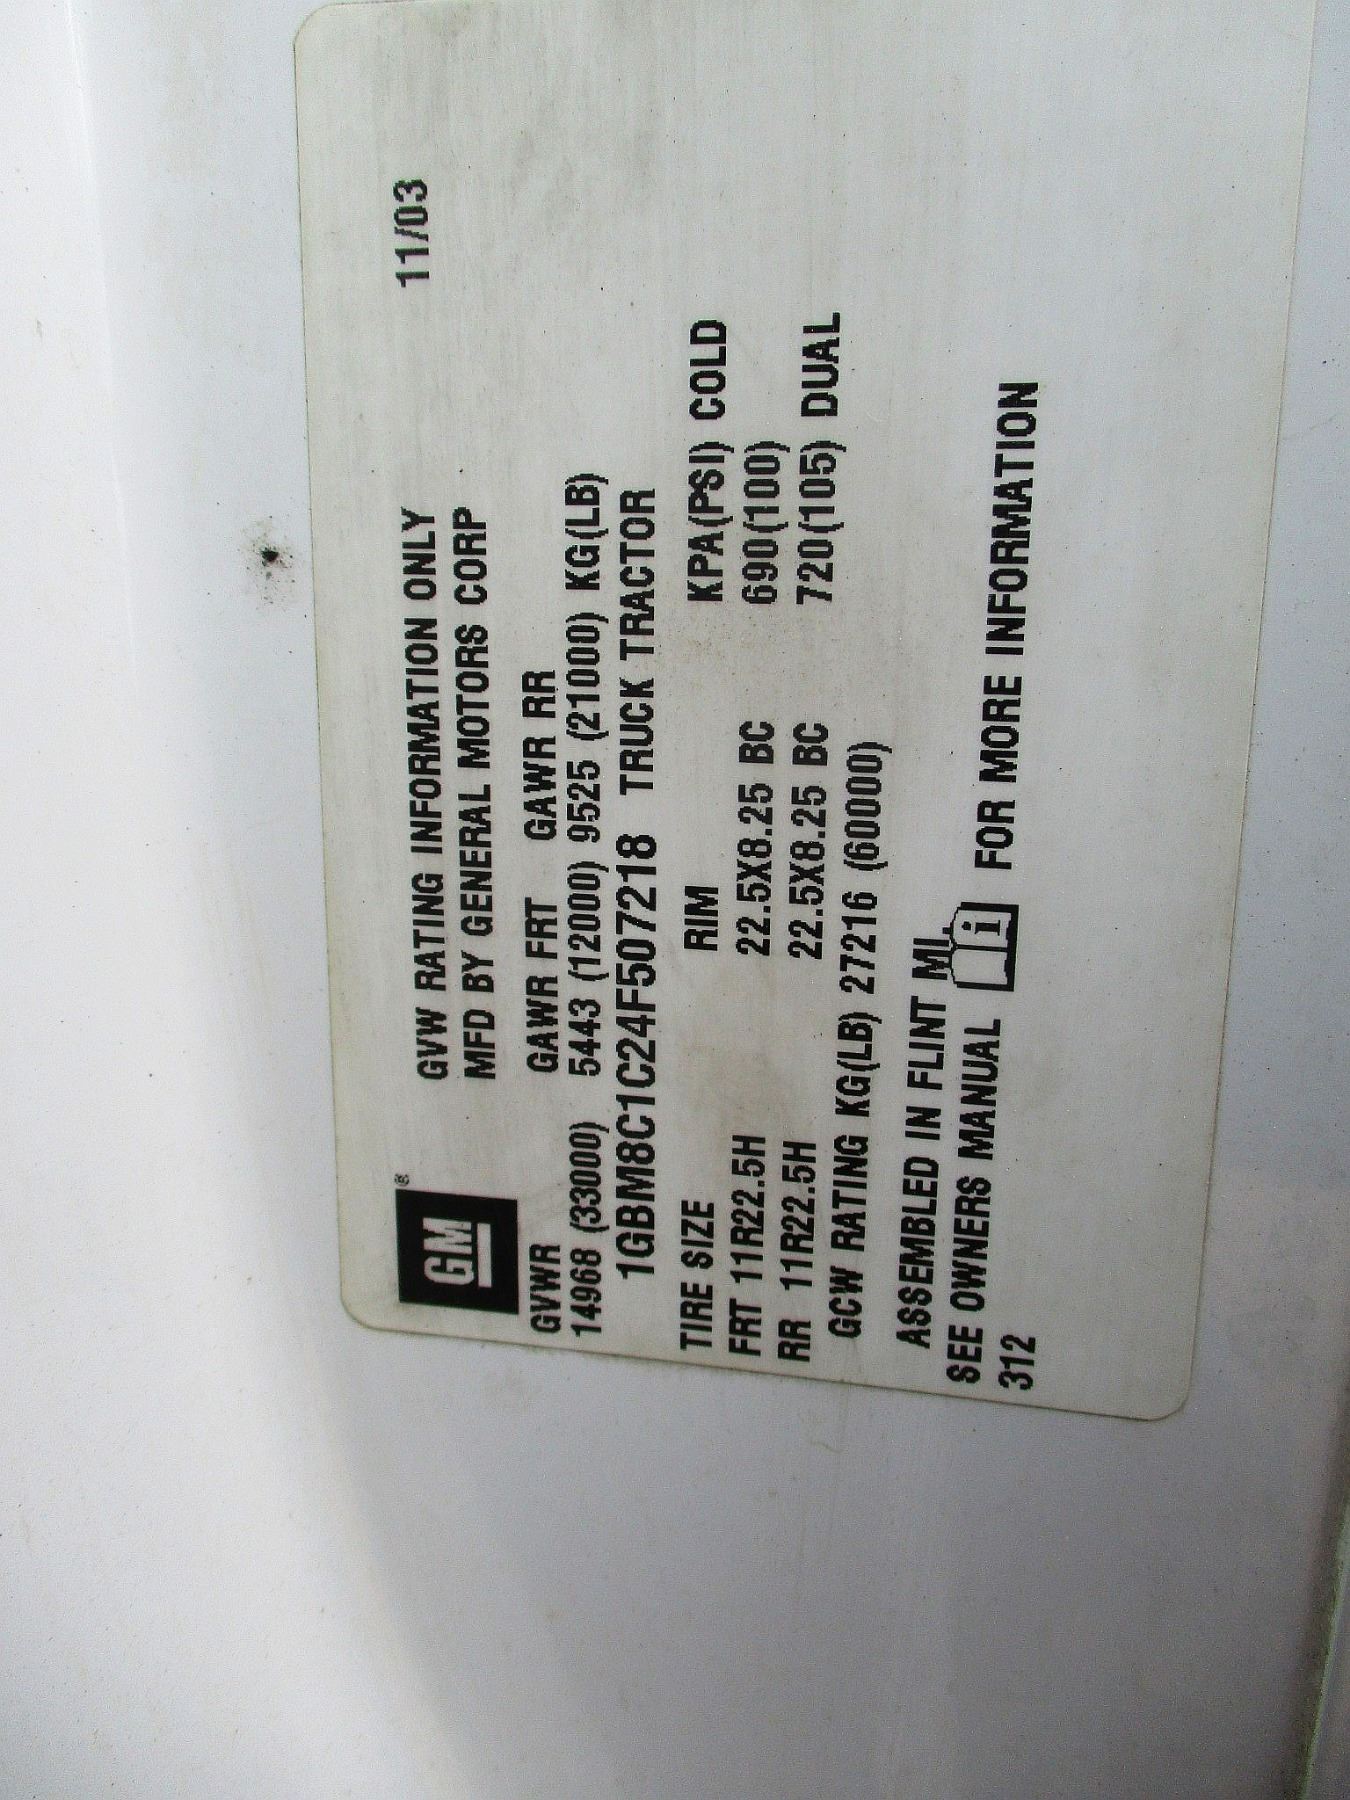 GM®
GVW RATING INFORMATION ONLY 11/03
MFD BY GENERAL MOTORS CORP
GVWR GAWR FRT GAWR RR
14968 (33000) 5443 (12000) 9525 (21000) KG(LB)
1GBM8C1C24F507218 TRUCK TRACTOR
TIRE SIZE RIM KPA(PSI) COLD
FRT 11R22.5H 22.5X8.25 BC 690(100)
RR 11R22.5H 22.5X8.25 BC 720(105) DUAL
GCW RATING KG(LB) 27216 (60000)
ASSEMBLED IN FLINT MI.
SEE OWNERS MANUAL i FOR MORE INFORMATION
312